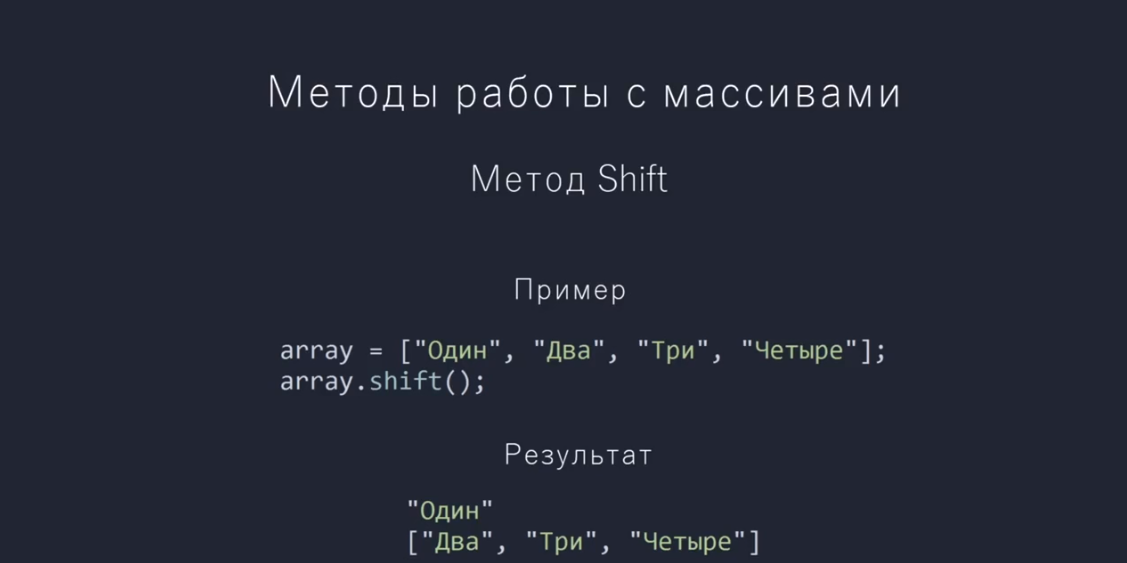 Методы работы с массивами
Метод Shift
Пример
array = ["Один", "Два", "Три", "Четыре"];
array.shift();
Результат
"Один"
["Два", "Три", "Четыре"]